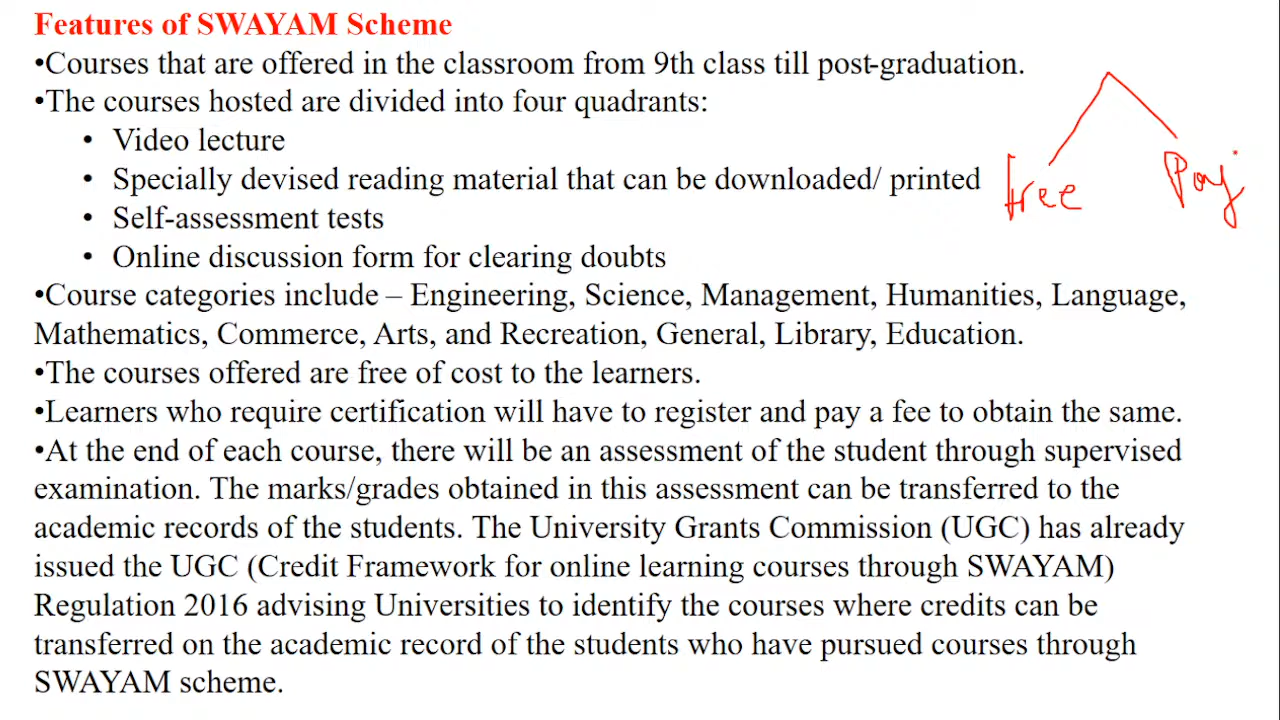 Features of SWAYAM Scheme
•Courses that are offered in the classroom from 9th class till post-graduation.
•The courses hosted are divided into four quadrants:
• Video lecture
• Specially devised reading material that can be downloaded/ printed
• Self-assessment tests
• Online discussion form for clearing doubts
Free Pay
•Course categories include – Engineering, Science, Management, Humanities, Language,
Mathematics, Commerce, Arts, and Recreation, General, Library, Education.
•The courses offered are free of cost to the learners.
•Learners who require certification will have to register and pay a fee to obtain the same.
•At the end of each course, there will be an assessment of the student through supervised
examination. The marks/grades obtained in this assessment can be transferred to the
academic records of the students. The University Grants Commission (UGC) has already
issued the UGC (Credit Framework for online learning courses through SWAYAM)
Regulation 2016 advising Universities to identify the courses where credits can be
transferred on the academic record of the students who have pursued courses through
SWAYAM scheme.